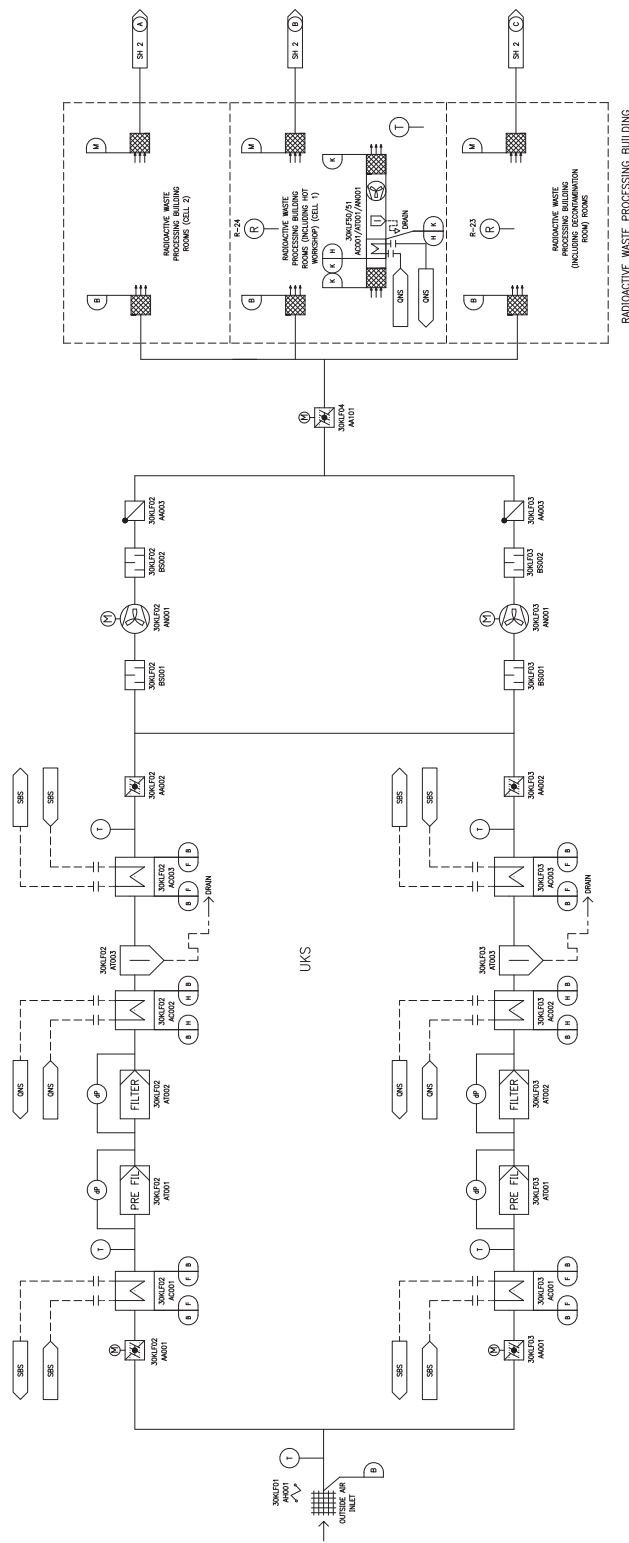 30KLF01
AH001
T
OUTSIDE AIR
INLET
B
SBS
SBS
M
30KLF02
AA001
30KLF02
AC001
B
F
F
B
T
dP
PRE FIL
30KLF02
AT001
dP
FILTER
30KLF02
AT002
QNS
QNS
30KLF02
AC002
B
H
H
B
30KLF02
AT003
DRAIN
SBS
SBS
30KLF02
AC003
B
F
F
B
T
30KLF02
AA002
30KLF02
BS001
M
30KLF02
AN001
30KLF02
BS002
30KLF02
AA003
UKS
SBS
SBS
M
30KLF03
AA001
30KLF03
AC001
B
F
F
B
T
dP
PRE FIL
30KLF03
AT001
dP
FILTER
30KLF03
AT002
QNS
QNS
30KLF03
AC002
B
H
H
B
30KLF03
AT003
DRAIN
SBS
SBS
30KLF03
AC003
B
F
F
B
T
30KLF03
AA002
30KLF03
BS001
M
30KLF03
AN001
30KLF03
BS002
30KLF03
AA003
M
30KLF04
AA101
B
RADIOACTIVE WASTE
PROCESSING BUILDING
ROOMS (CELL 2)
M
SH 2
A
B
R-24
R
RADIOACTIVE WASTE
PROCESSING BUILDING
ROOMS (INCLUDING HOT
WORKSHOP) (CELL 1)
M
SH 2
B
30KLF50/51
AC001/AT001/AN001
K
K
H
M
DRAIN
K
T
QNS
QNS
H
K
B
R-23
R
RADIOACTIVE WASTE
PROCESSING BUILDING
(INCLUDING DECONTAMINATION
ROOM) ROOMS
M
SH 2
C
RADIOACTIVE WASTE PROCESSING BUILDING